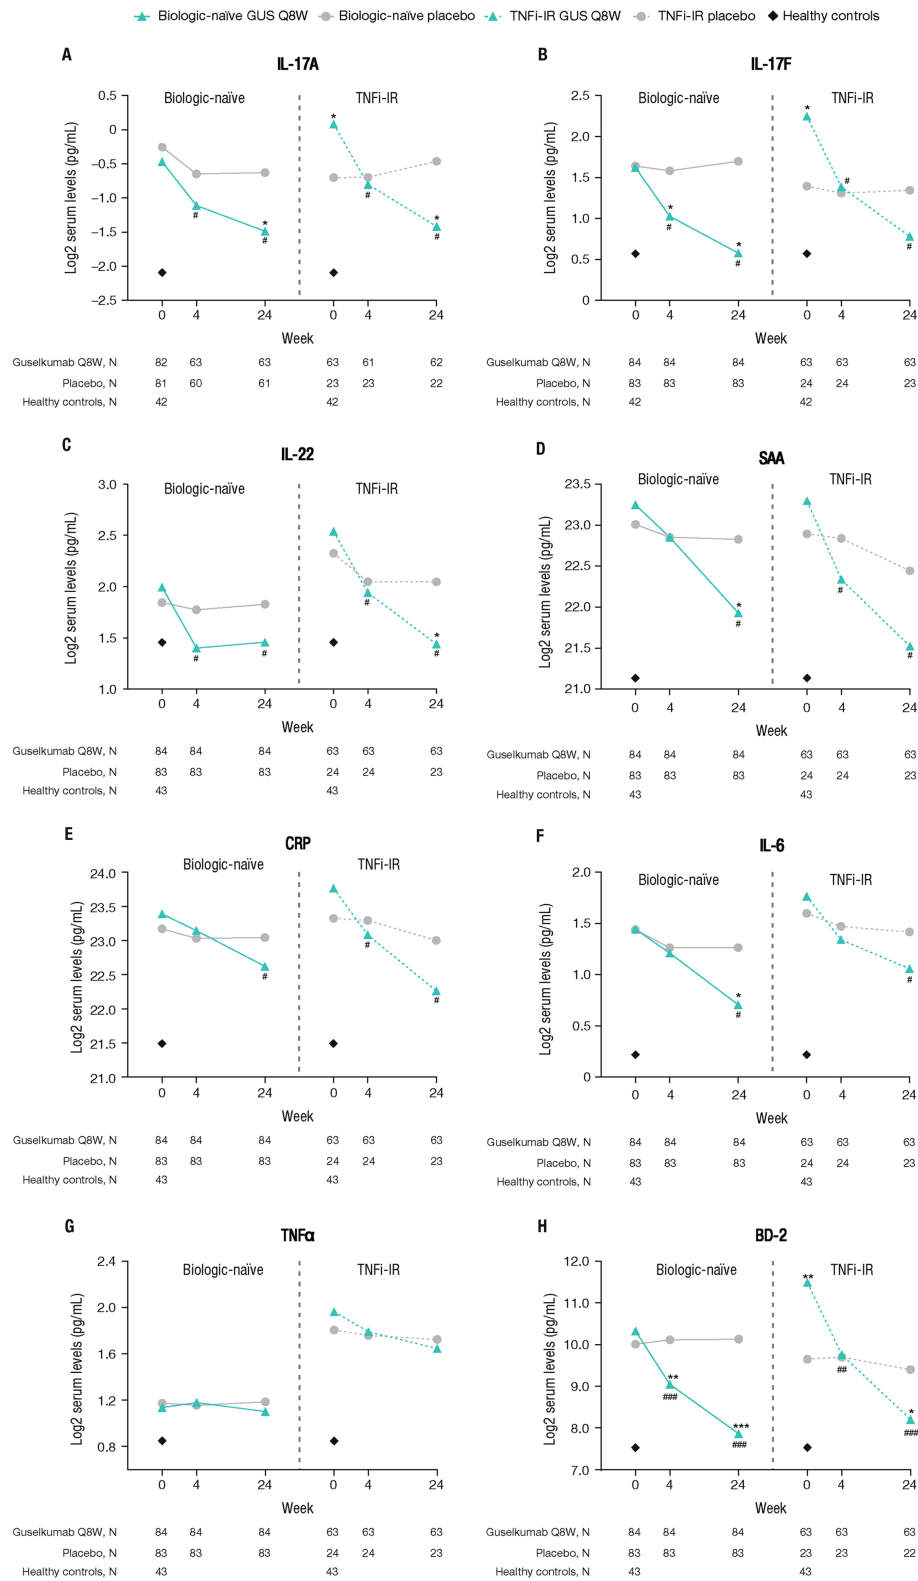 Biologic-naïve GUS Q8W Biologic-naïve placebo TNFi-IR GUS Q8W TNFi-IR placebo Healthy controls
A
IL-17A
Biologic-naïve TNFi-IR
Log2 serum levels (pg/mL)
0.5
0
−0.5
−1.0
−1.5
−2.0
−2.5
* # * # * # * #
0 4 24 0 4 24
Week
Guselkumab Q8W, N 82 63 63 63 61 62
Placebo, N 81 60 61 23 23 22
Healthy controls, N 42 42
B
IL-17F
Biologic-naïve TNFi-IR
Log2 serum levels (pg/mL)
2.5
2.0
1.5
1.0
0.5
0
* # * # * # #
0 4 24 0 4 24
Week
Guselkumab Q8W, N 84 84 84 63 63 63
Placebo, N 83 83 83 24 24 23
Healthy controls, N 42 42
C
IL-22
Biologic-naïve TNFi-IR
Log2 serum levels (pg/mL)
3.0
2.5
2.0
1.5
1.0
# # # * #
0 4 24 0 4 24
Week
Guselkumab Q8W, N 84 84 84 63 63 63
Placebo, N 83 83 83 24 24 23
Healthy controls, N 43 43
D
SAA
Biologic-naïve TNFi-IR
Log2 serum levels (pg/mL)
23.5
23.0
22.5
22.0
21.5
21.0
* # # #
0 4 24 0 4 24
Week
Guselkumab Q8W, N 84 84 84 63 63 63
Placebo, N 83 83 83 24 24 23
Healthy controls, N 43 43
E
CRP
Biologic-naïve TNFi-IR
Log2 serum levels (pg/mL)
24.0
23.5
23.0
22.5
22.0
21.5
21.0
# # #
0 4 24 0 4 24
Week
Guselkumab Q8W, N 84 84 84 63 63 63
Placebo, N 83 83 83 24 24 23
Healthy controls, N 43 43
F
IL-6
Biologic-naïve TNFi-IR
Log2 serum levels (pg/mL)
2.0
1.5
1.0
0.5
0
* # #
0 4 24 0 4 24
Week
Guselkumab Q8W, N 84 84 84 63 63 63
Placebo, N 83 83 83 24 24 23
Healthy controls, N 43 43
G
TNFα
Biologic-naïve TNFi-IR
Log2 serum levels (pg/mL)
2.4
2.0
1.6
1.2
0.8
0 4 24 0 4 24
Week
Guselkumab Q8W, N 84 84 84 63 63 63
Placebo, N 83 83 83 24 24 23
Healthy controls, N 43 43
H
BD-2
Biologic-naïve TNFi-IR
Log2 serum levels (pg/mL)
12.0
11.0
10.0
9.0
8.0
7.0
** ### *** ### ** ## * ###
0 4 24 0 4 24
Week
Guselkumab Q8W, N 84 84 84 63 63 63
Placebo, N 83 83 83 23 23 22
Healthy controls, N 43 43